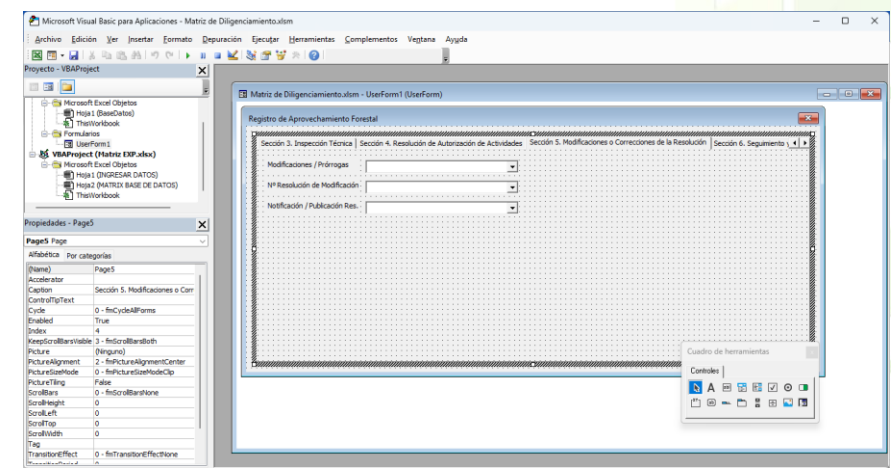 Microsoft Visual Basic para Aplicaciones - Matriz de Diligenciamiento.xlsm
Archivo Edición Ver Insertar Formato Depuración Ejecutar Herramientas Complementos Ventana Ayuda
Proyecto - VBAProject
Microsoft Excel Objetos
Hoja1 (BaseDatos)
ThisWorkbook
Formularios
UserForm1
VBAProject (Matriz EXP.xlsx)
Microsoft Excel Objetos
Hoja1 (INGRESAR DATOS)
Hoja2 (MATRIX BASE DE DATOS)
ThisWorkbook
Propiedades - Page5
Page5 Page
Alfabética Por categorías
(Name) Page5
Accelerator
Caption Sección 5. Modificaciones o Corr
ControlTipText
Cycle 0 - fmCycleAllForms
Enabled True
Index 4
KeepScrollBarsVisible 3 - fmScrollBarsBoth
Picture (Ninguno)
PictureAlignment 2 - fmPictureAlignmentCenter
PictureSizeMode 0 - fmPictureSizeModeClip
PictureTiling False
ScrollBars 0 - fmScrollBarsNone
ScrollHeight 0
ScrollLeft 0
ScrollTop 0
ScrollWidth 0
Tag
TransitionEffect 0 - fmTransitionEffectNone
Matriz de Diligenciamiento.xlsm - UserForm1 (UserForm)
Registro de Aprovechamiento Forestal
Sección 3. Inspección Técnica Sección 4. Resolución de Autorización de Actividades Sección 5. Modificaciones o Correcciones de la Resolución Sección 6. Seguimiento
Modificaciones / Prórrogas
Nº Resolución de Modificación
Notificación / Publicación Res.
Cuadro de herramientas
Controles